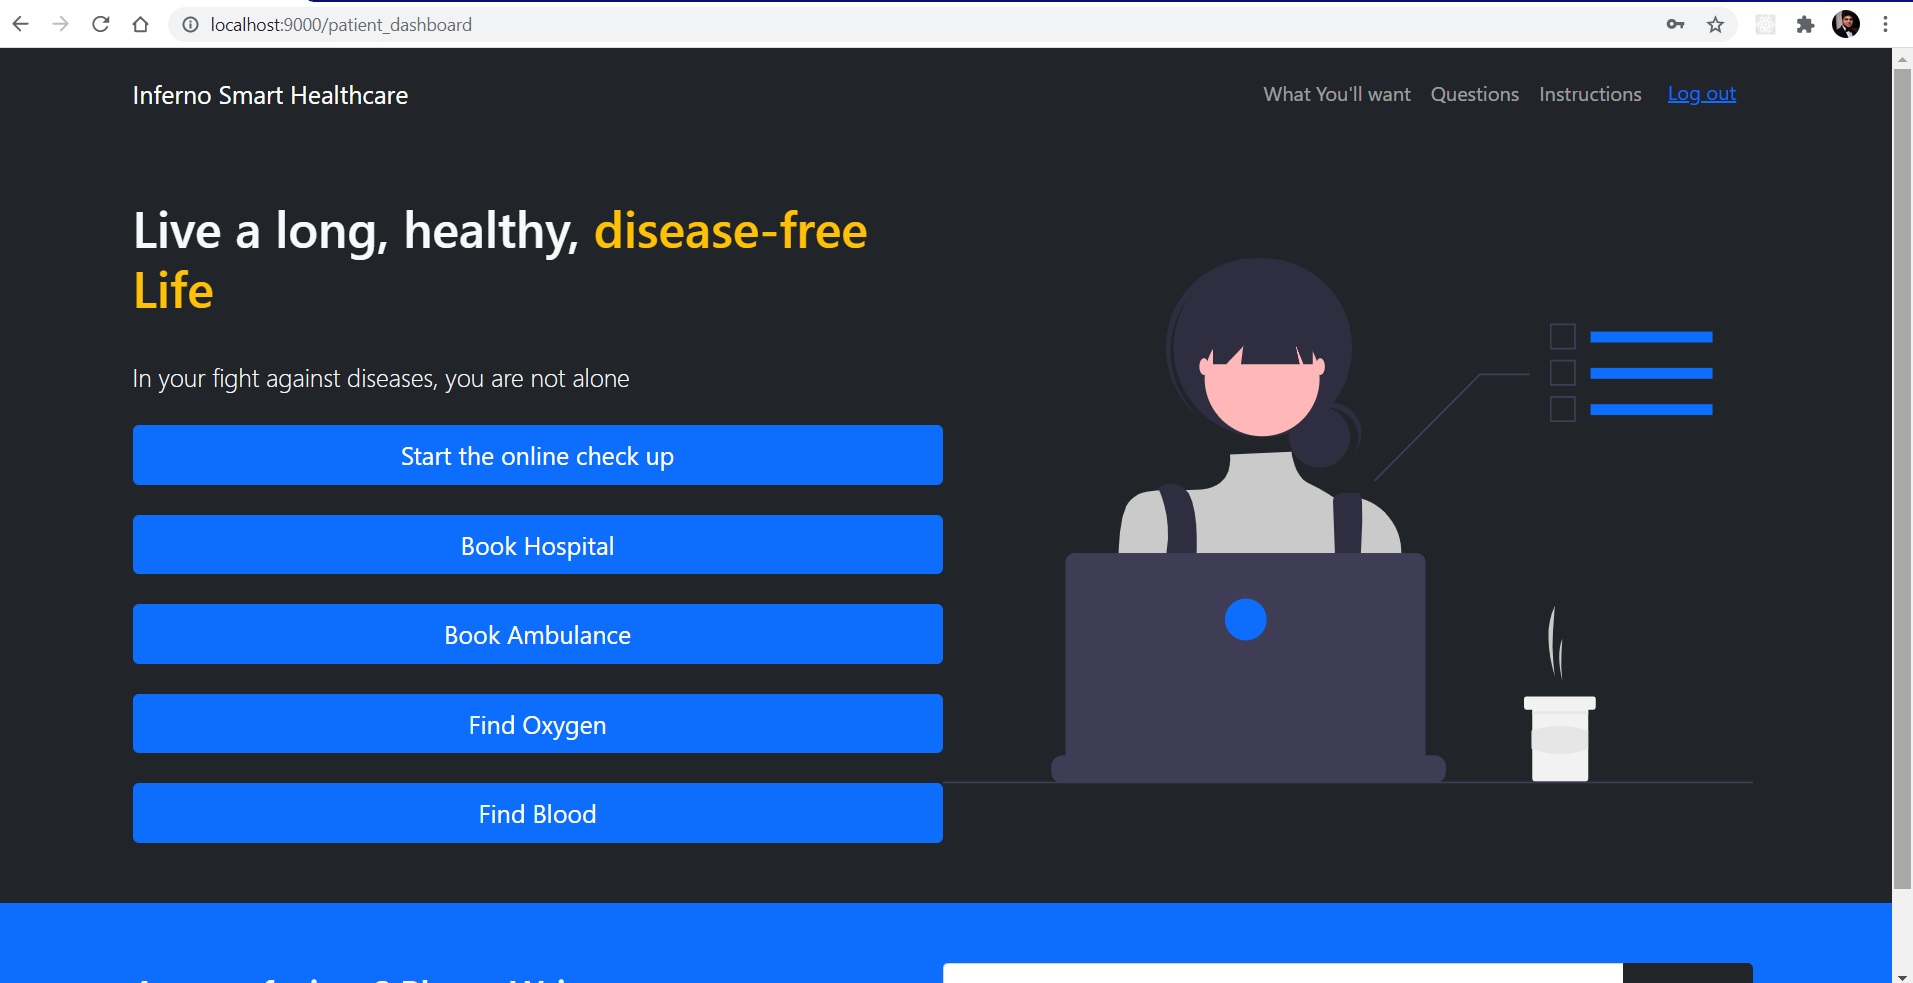 localhost:9000/patient_dashboard
Inferno Smart Healthcare
What You'll want Questions Instructions Log out
Live a long, healthy, disease-free
Life
In your fight against diseases, you are not alone
Start the online check up
Book Hospital
Book Ambulance
Find Oxygen
Find Blood